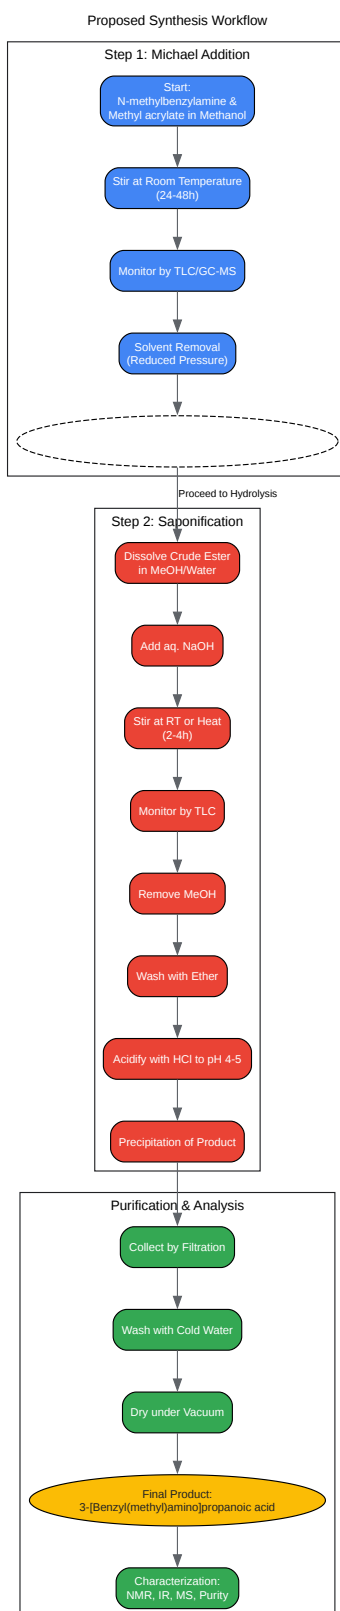 Proposed Synthesis Workflow
Step 1: Michael Addition
Start:
N-methylbenzylamine &
Methyl acrylate in Methanol
Stir at Room Temperature
(24-48h)
Monitor by TLC/GC-MS
Solvent Removal
(Reduced Pressure)
Proceed to Hydrolysis
Step 2: Saponification
Dissolve Crude Ester
in MeOH/Water
Add aq. NaOH
Stir at RT or Heat
(2-4h)
Monitor by TLC
Remove MeOH
Wash with Ether
Acidify with HCl to pH 4-5
Precipitation of Product
Purification & Analysis
Collect by Filtration
Wash with Cold Water
Dry under Vacuum
Final Product:
3-[Benzyl(methyl)amino]propanoic acid
Characterization:
NMR, IR, MS, Purity